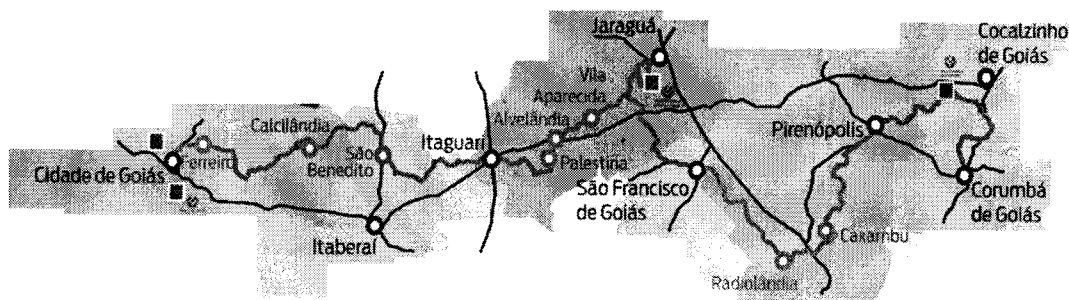 Jaraguá
Cocalzinho
de Goiás
Vila
Aparecida
Alvelândia
Calcilândia
Itaguari
Pirenópolis
Ferreiro
São
Benedito
Palestina
Cidade de Goiás
São Francisco
de Goiás
Corumbá
de Goiás
Itaberaí
Caxambu
Radiolândia